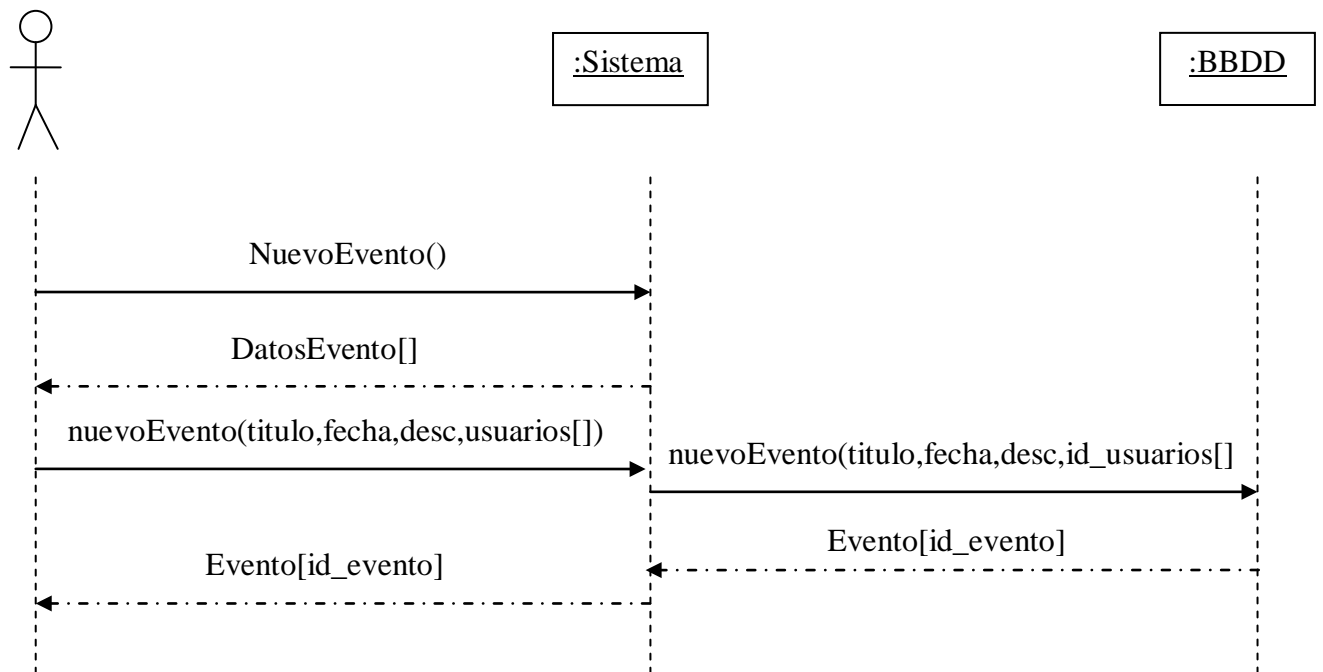 :Sistema
:BBDD
NuevoEvento()
DatosEvento[]
nuevoEvento(titulo,fecha,desc,usuarios[])
nuevoEvento(titulo,fecha,desc,id_usuarios[]
Evento[id_evento]
Evento[id_evento]